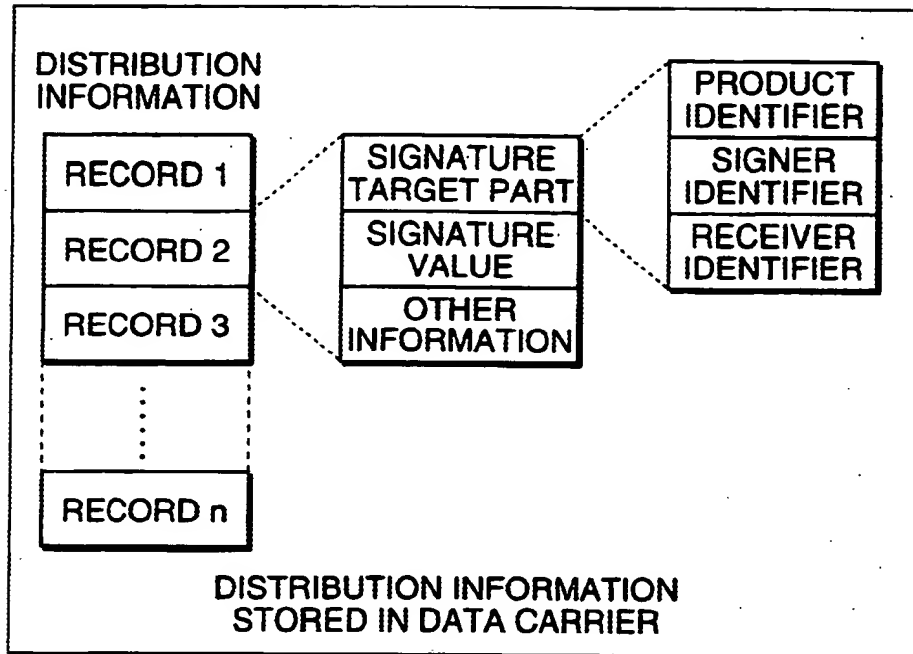 DISTRIBUTION
INFORMATION
RECORD 1
RECORD 2
RECORD 3
RECORD n
SIGNATURE
TARGET PART
SIGNATURE
VALUE
OTHER
INFORMATION
PRODUCT
IDENTIFIER
SIGNER
IDENTIFIER
RECEIVER
IDENTIFIER
DISTRIBUTION INFORMATION
STORED IN DATA CARRIER